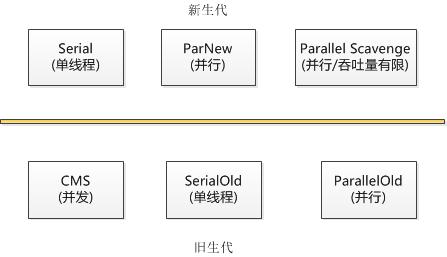 新生代
Serial
(单线程)
ParNew
(并行)
Parallel Scavenge
(并行/吞吐量有限)
CMS
(并发)
SerialOld
(单线程)
ParallelOld
(并行)
旧生代